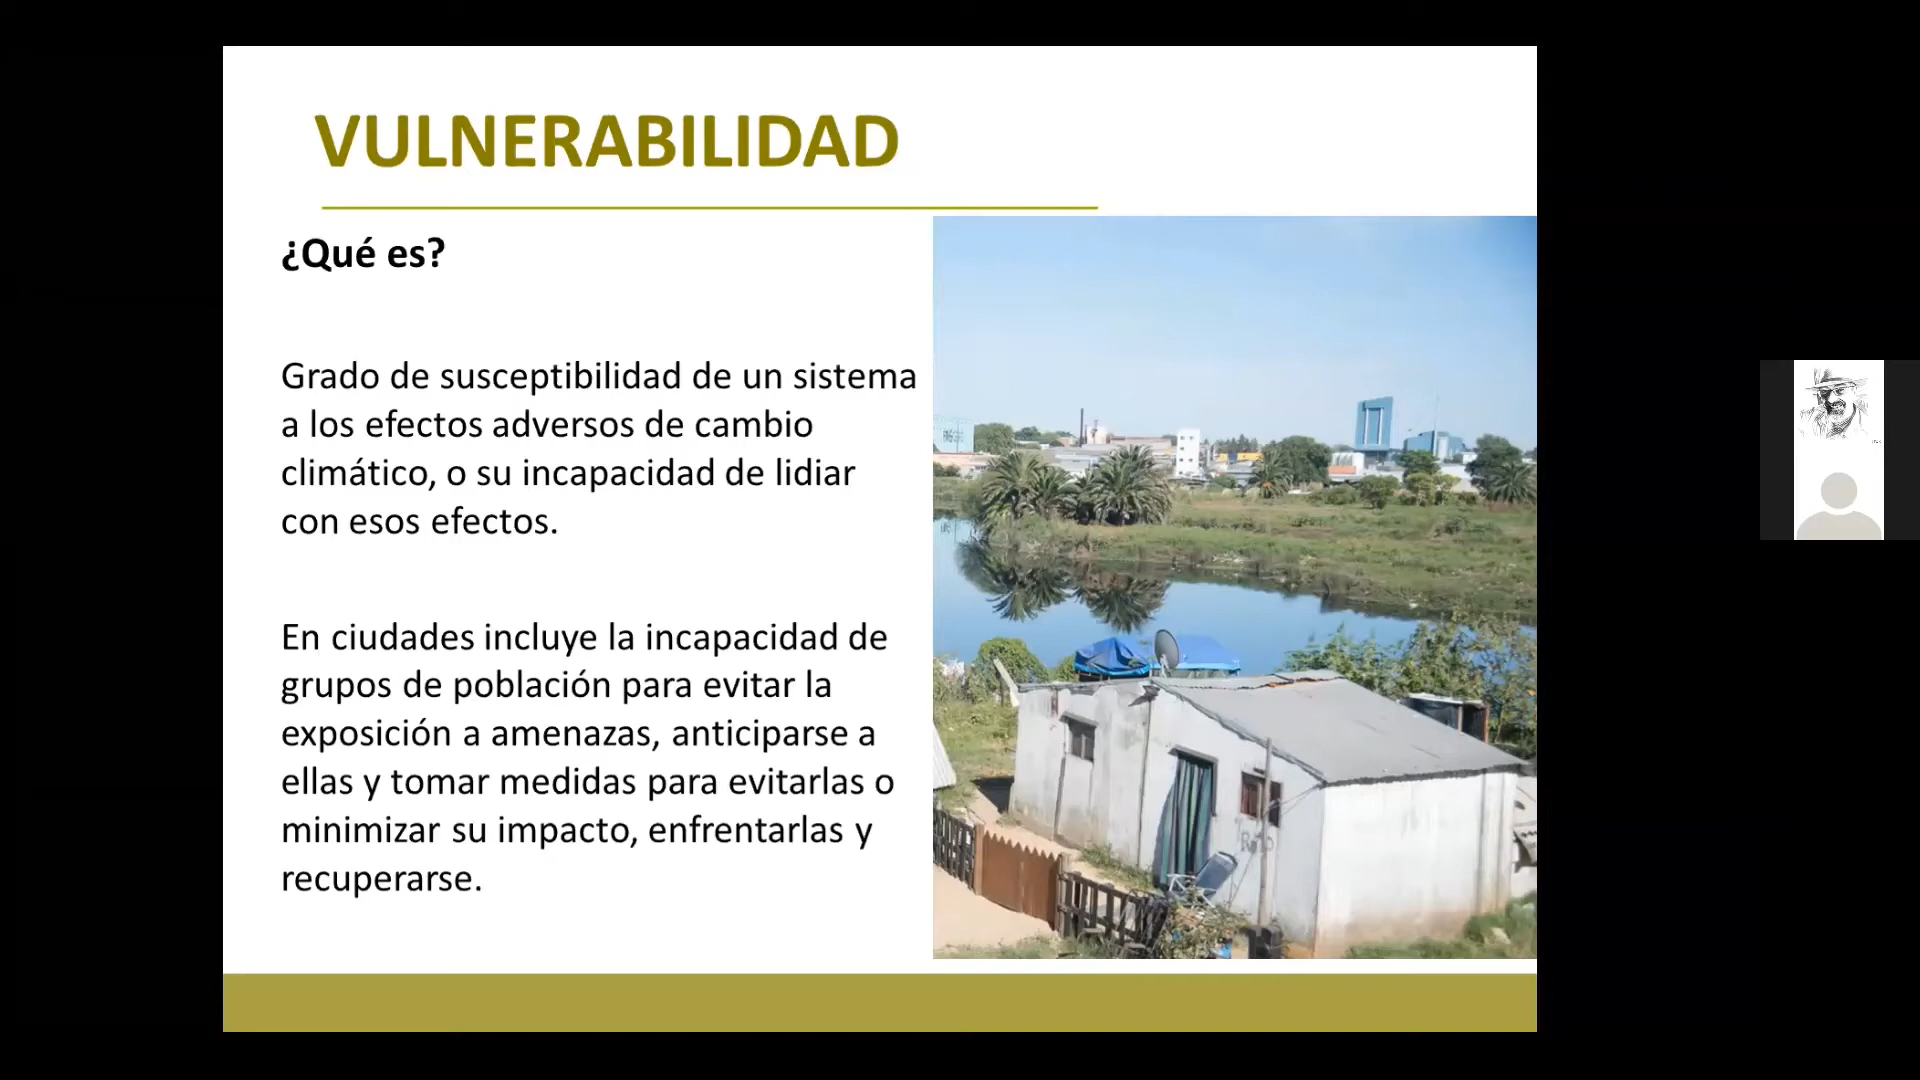 VULNERABILIDAD
¿Qué es?
Grado de susceptibilidad de un sistema
a los efectos adversos de cambio
climático, o su incapacidad de lidiar
con esos efectos.
En ciudades incluye la incapacidad de
grupos de población para evitar la
exposición a amenazas, anticiparse a
ellas y tomar medidas para evitarlas o
minimizar su impacto, enfrentarlas y
recuperarse.